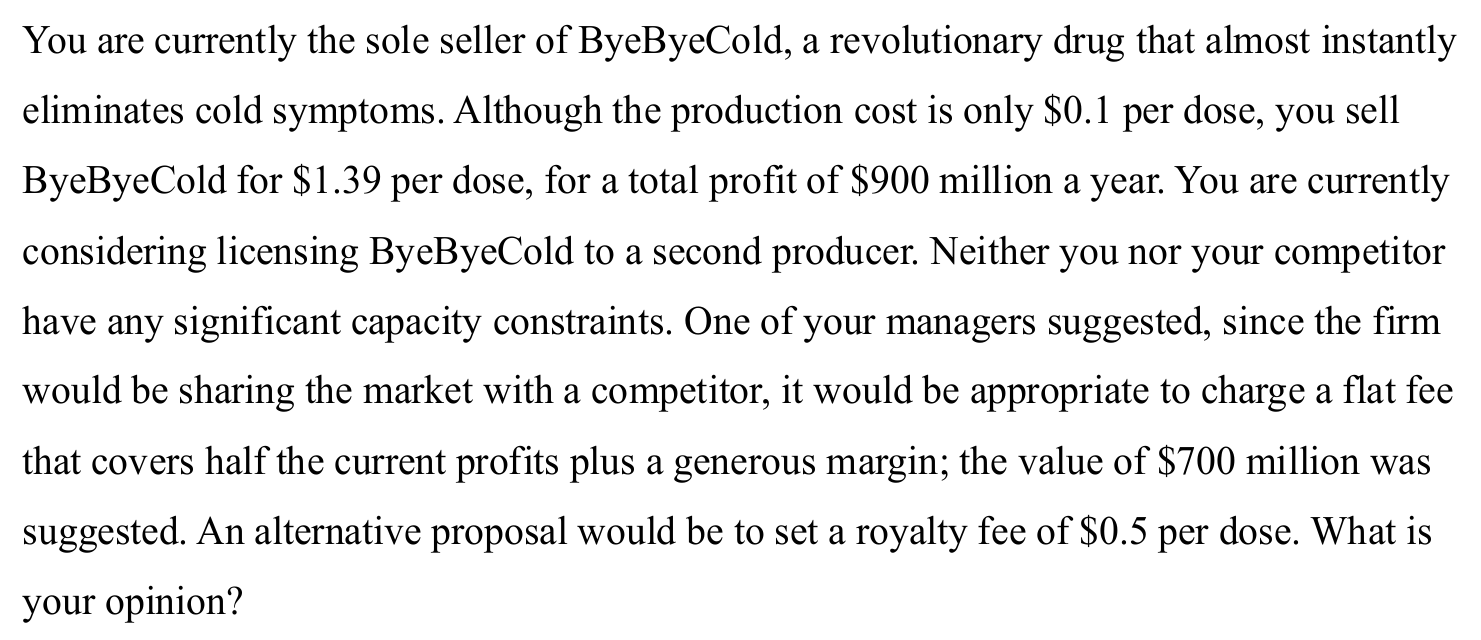 You are currently the sole seller of ByeByeCold, a revolutionary drug that almost instantly
eliminates cold symptoms. Although the production cost is only $0.1 per dose, you sell
ByeByeCold for $1.39 per dose, for a total profit of $900 million a year. You are currently
considering licensing ByeByeCold to a second producer. Neither you nor your competitor
have any significant capacity constraints. One of your managers suggested, since the firm
would be sharing the market with a competitor, it would be appropriate to charge a flat fee
that covers half the current profits plus a generous margin; the value of $700 million was
suggested. An alternative proposal would be to set a royalty fee of $0.5 per dose. What is
your opinion?